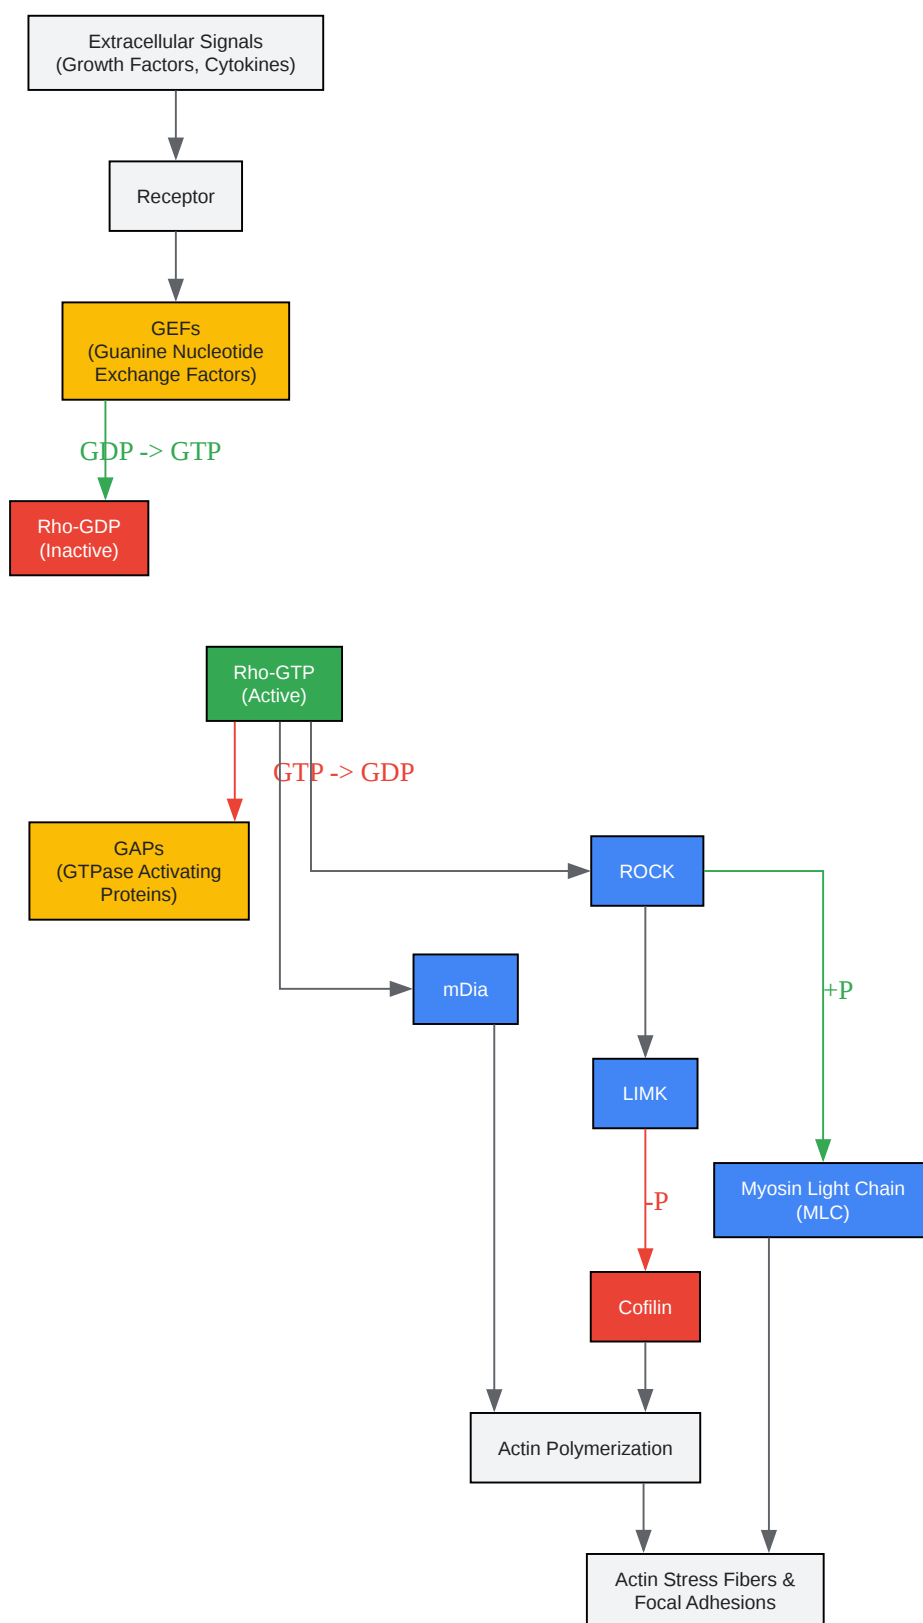 Extracellular Signals
(Growth Factors, Cytokines)
Receptor
GEFs
(Guanine Nucleotide
Exchange Factors)
GDP -> GTP
Rho-GDP
(Inactive)
Rho-GTP
(Active)
GTP -> GDP
GAPs
(GTPase Activating
Proteins)
ROCK
mDia
+P
LIMK
Myosin Light Chain
(MLC)
-P
Cofilin
Actin Polymerization
Actin Stress Fibers &
Focal Adhesions